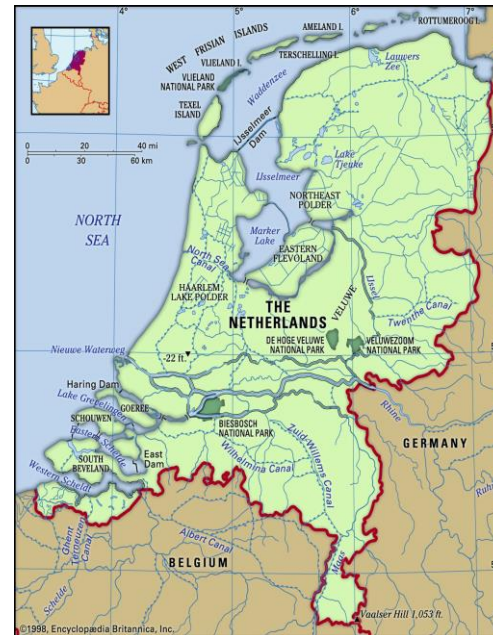 4°
5°
6°
7°
AMELAND I.
ROTTUMEROOG I.
WEST FRISIAN ISLANDS
TERSCHELLING I.
VLIELAND I.
VLIELAND
NATIONAL PARK
Waddenzee
Lauwers
Zee
TEXEL
ISLAND
IJsselmeer
Dam
0 20 40 mi
0 30 60 km
Lake
Tjeuke
IJsselmeer
NORTHEAST
POLDER
NORTH
SEA
Marker
Lake
North Sea
Canal
EASTERN
FLEVOLAND
IJssel
HAARLEM
LAKE POLDER
THE
NETHERLANDS
VELUWE
Twenthe Canal
DE HOGE VELUWE
NATIONAL PARK
VELUWEZOOM
NATIONAL PARK
Nieuwe Waterweg
-22 ft.
Haring Dam
Lake Grevelingen
GOEREE
SCHOUWEN
Eastern Schelde
BIESBOSCH
NATIONAL PARK
Rhine
GERMANY
SOUTH
BEVELAND
East
Dam
Western Scheldt
Wilhelmina Canal
Zuid-Willems Canal
Ghent
Terneuzen
Canal
Albert Canal
BELGIUM
Schelde
Maas
Vaalser Hill 1,053 ft.
©1998, Encyclopædia Britannica, Inc.